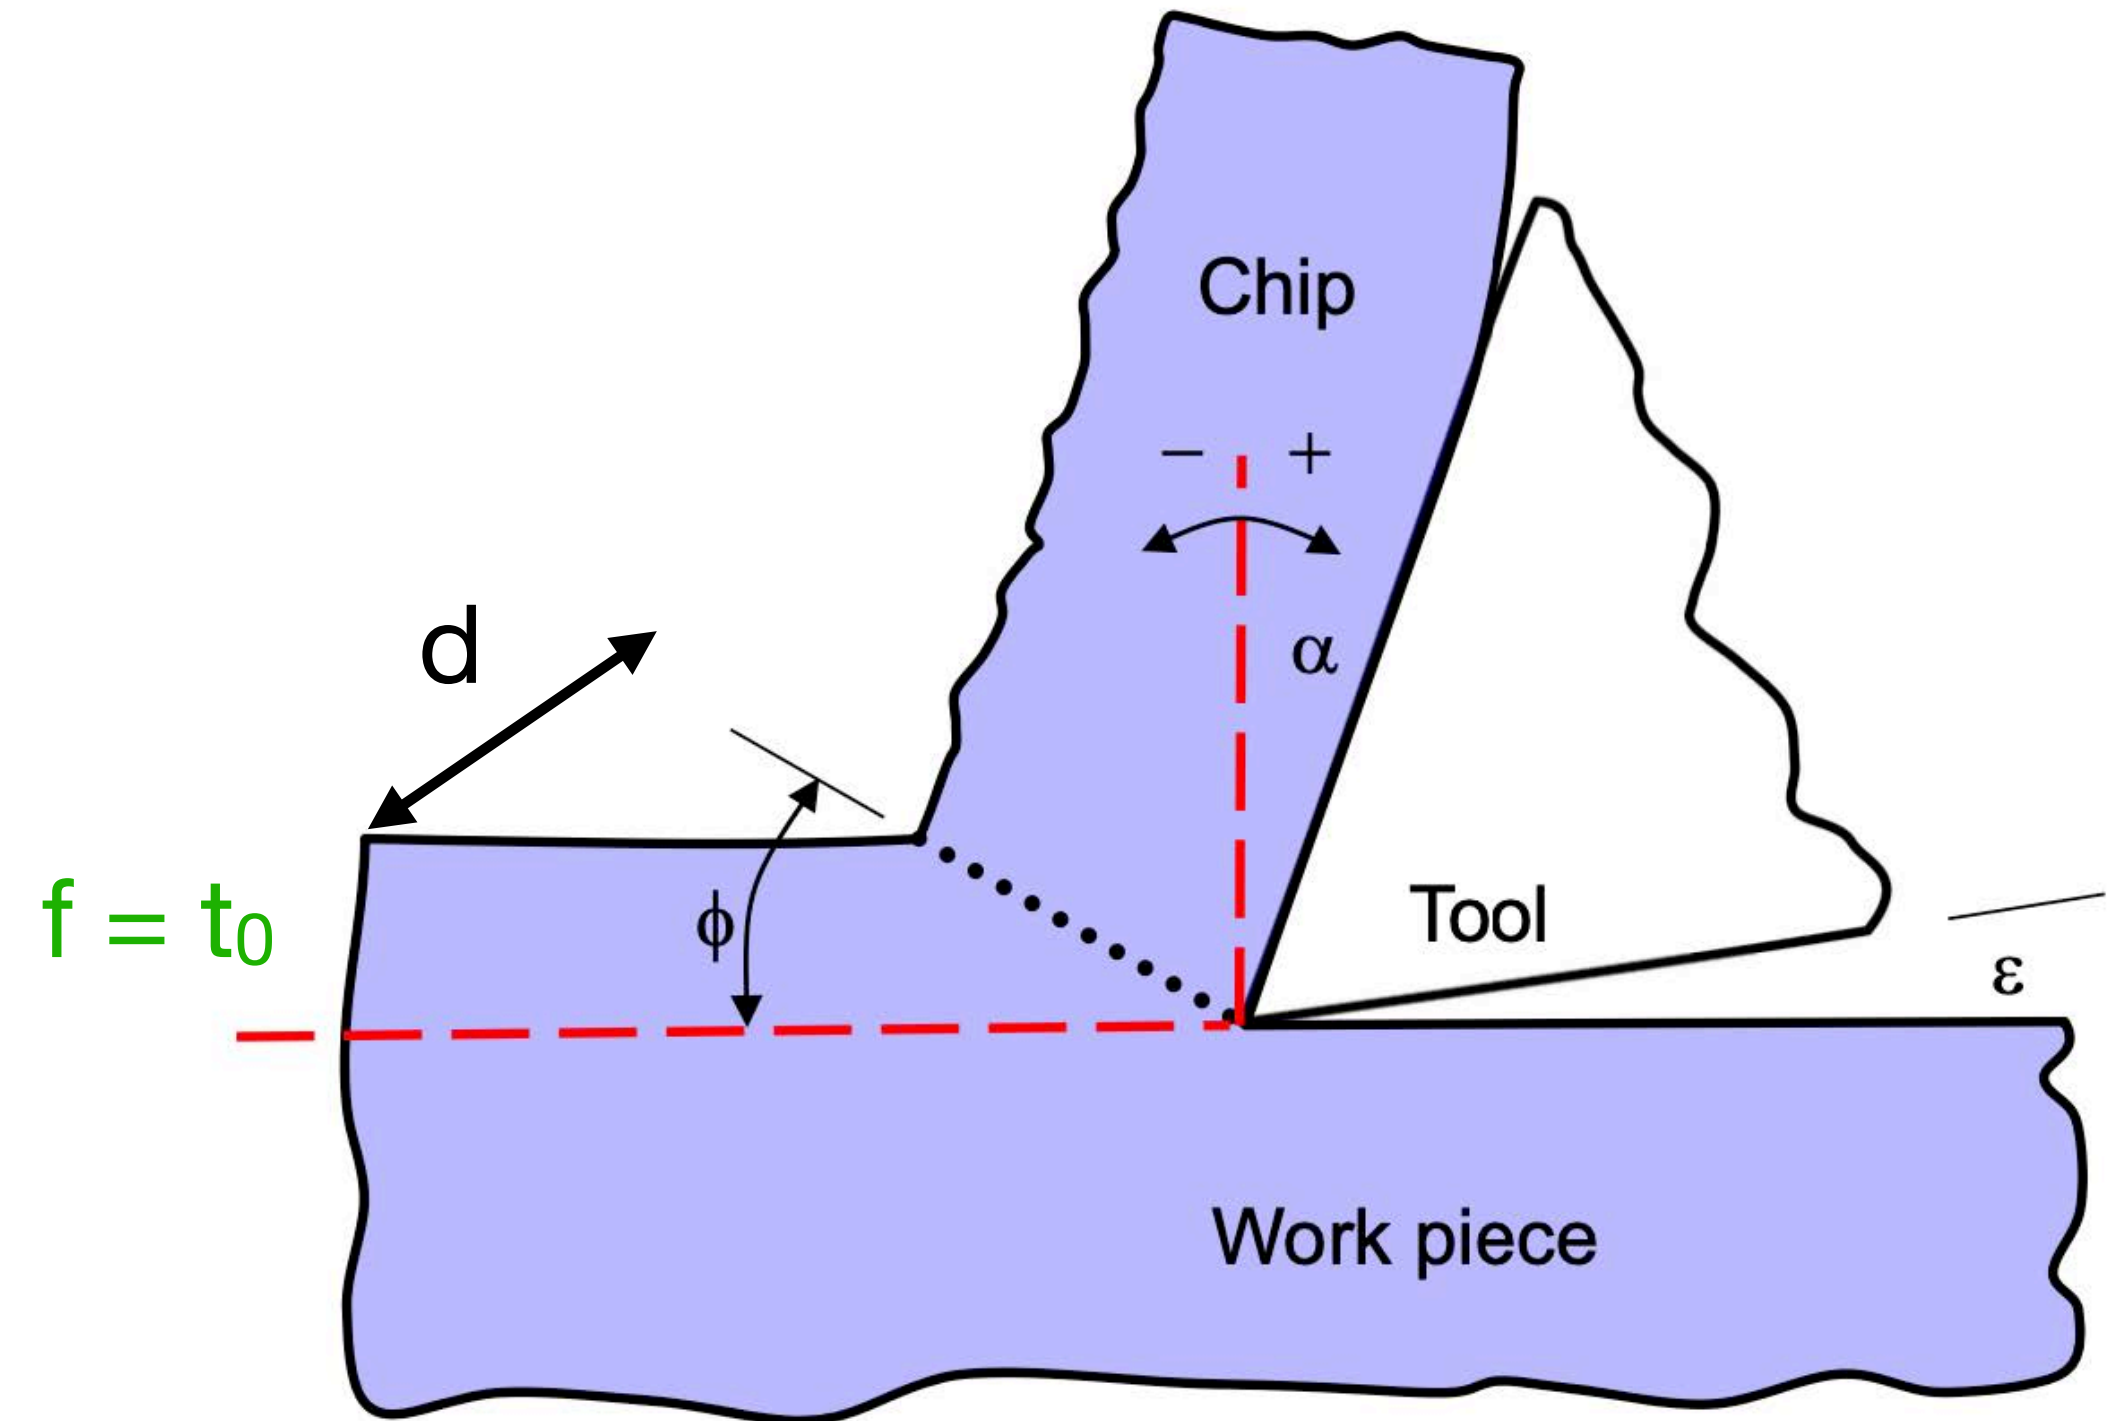 Chip
− +
α
d
f = t₀
ϕ
Tool
ε
Work piece